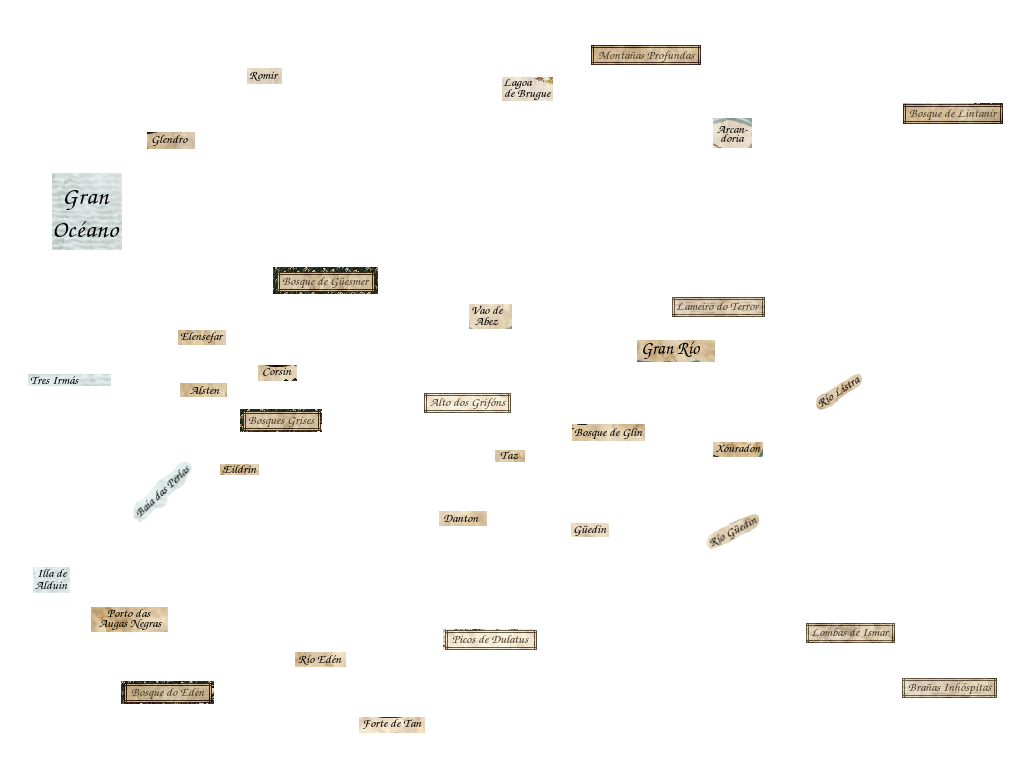 Montañas Profundas
Romir
Lagoa
de Brugue
Bosque de Lintanir
Arcan-
doria
Glendro
Gran
Océano
Bosque de Güesmer
Vao de
Abez
Lameiro do Terror
Elensefar
Gran Río
Corsin
Tres Irmás
Alsten
Río Listra
Alto dos Grifóns
Bosques Grises
Bosque de Glin
Xouradon
Taz
Eildrin
Baía das Perlas
Danton
Güedin
Río Güedin
Illa de
Alduin
Porto das
Augas Negras
Picos de Dulatus
Lombas de Ismar
Río Edén
Bosque do Edén
Brañas Inhóspitas
Forte de Tan